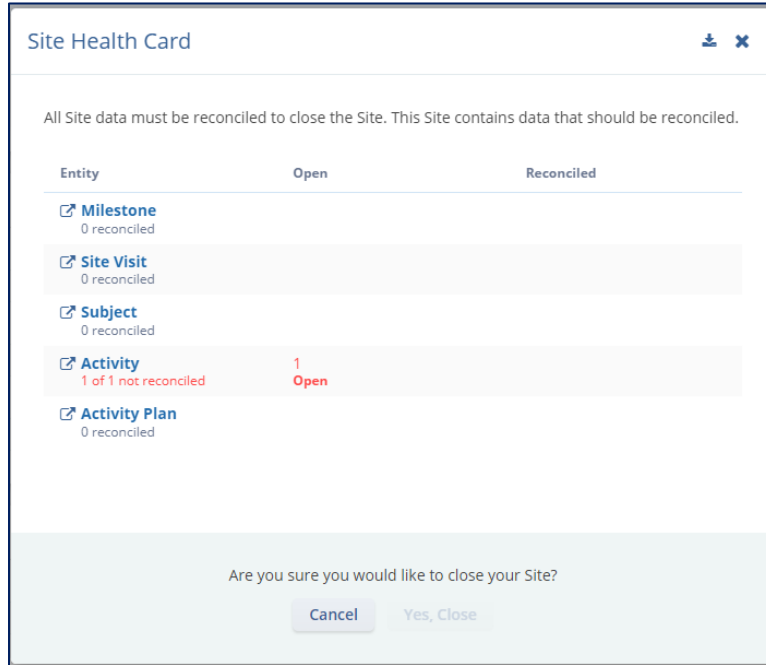 Site Health Card
All Site data must be reconciled to close the Site. This Site contains data that should be reconciled.
Entity Open Reconciled
Milestone
0 reconciled
Site Visit
0 reconciled
Subject
0 reconciled
Activity 1
1 of 1 not reconciled Open
Activity Plan
0 reconciled
Are you sure you would like to close your Site?
Cancel Yes, Close